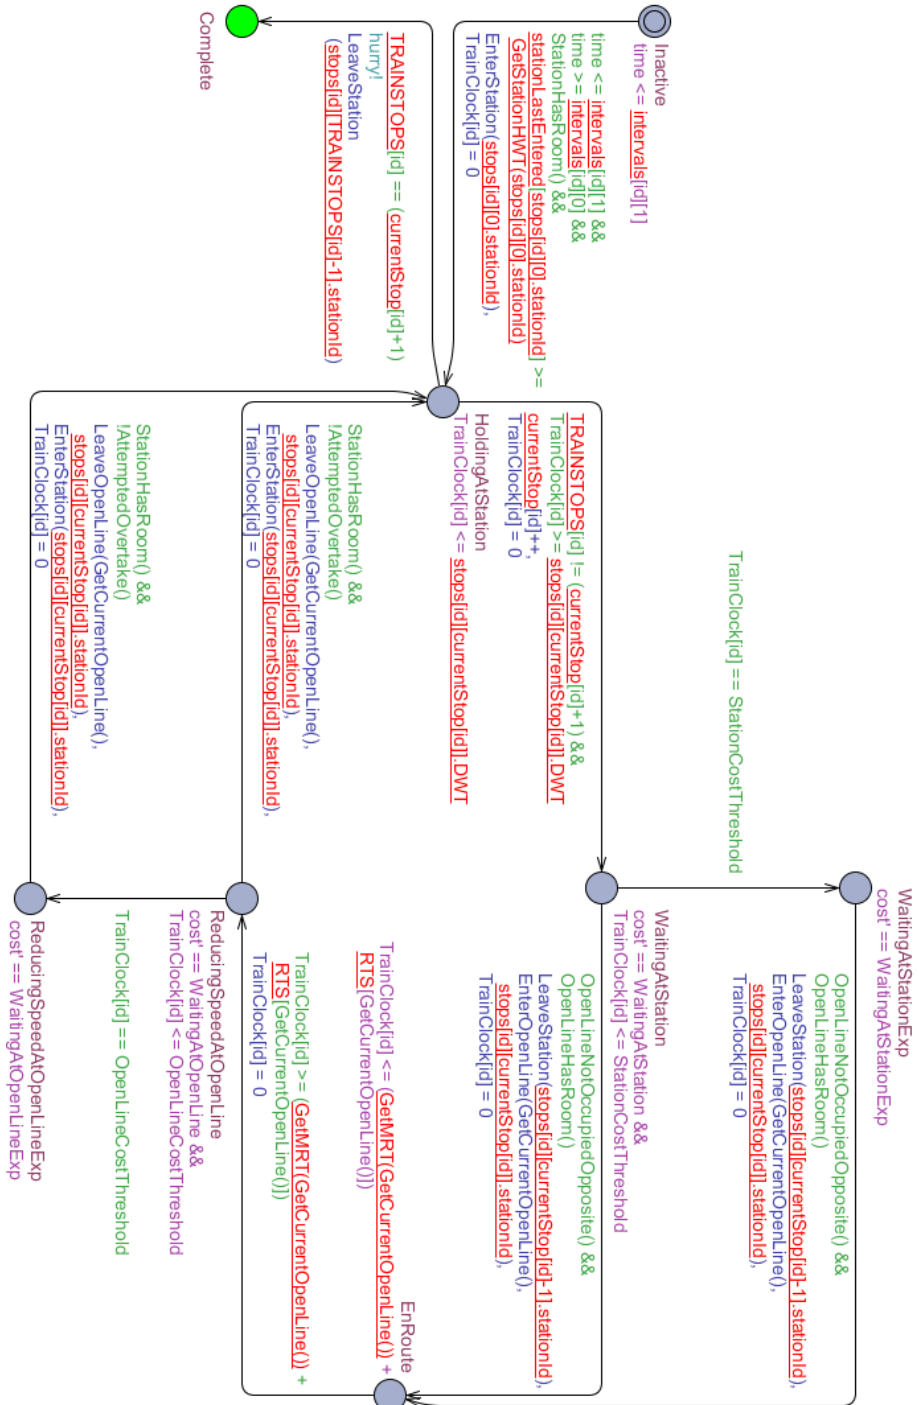 WaitingAtStationExp
cost' == WaitingAtStationExp
OpenLineNotOccupiedOpposite() &&
OpenLineHasRoom()
LeaveStation(stops[id][currentStop[id]-1].stationId),
EnterOpenLine(GetCurrentOpenLine(),
stops[id][currentStop[id]].stationId),
TrainClock[id] = 0
TrainClock[id] == StationCostThreshold
Inactive
time <= intervals[id][1]
time <= intervals[id][1] &&
time >= intervals[id][0] &&
StationHasRoom() &&
stationLastEntered[stops[id][0].stationId] >=
GetStationHWT(stops[id][0].stationId)
EnterStation(stops[id][0].stationId),
TrainClock[id] = 0
WaitingAtStation
cost' == WaitingAtStation &&
TrainClock[id] <= StationCostThreshold
OpenLineNotOccupiedOpposite() &&
OpenLineHasRoom()
LeaveStation(stops[id][currentStop[id]-1].stationId),
EnterOpenLine(GetCurrentOpenLine(),
stops[id][currentStop[id]].stationId),
TrainClock[id] = 0
TRAINSTOPS[id] != (currentStop[id]+1) &&
TrainClock[id] >= stops[id][currentStop[id]].DWT
currentStop[id]++,
TrainClock[id] = 0
HoldingAtStation
TrainClock[id] <= stops[id][currentStop[id]].DWT
EnRoute
TrainClock[id] <= (GetMRT(GetCurrentOpenLine()) +
RTS[GetCurrentOpenLine()])
TRAINSTOPS[id] == (currentStop[id]+1)
hurry!
LeaveStation
(stops[id][TRAINSTOPS[id]-1].stationId)
Complete
StationHasRoom() &&
!AttemptedOvertake()
LeaveOpenLine(GetCurrentOpenLine(),
stops[id][currentStop[id]].stationId),
EnterStation(stops[id][currentStop[id]].stationId),
TrainClock[id] = 0
TrainClock[id] >= (GetMRT(GetCurrentOpenLine()) +
RTS[GetCurrentOpenLine()])
TrainClock[id] = 0
ReducingSpeedAtOpenLine
cost' == WaitingAtOpenLine &&
TrainClock[id] <= OpenLineCostThreshold
TrainClock[id] == OpenLineCostThreshold
StationHasRoom() &&
!AttemptedOvertake()
LeaveOpenLine(GetCurrentOpenLine(),
stops[id][currentStop[id]].stationId),
EnterStation(stops[id][currentStop[id]].stationId),
TrainClock[id] = 0
ReducingSpeedAtOpenLineExp
cost' == WaitingAtOpenLineExp